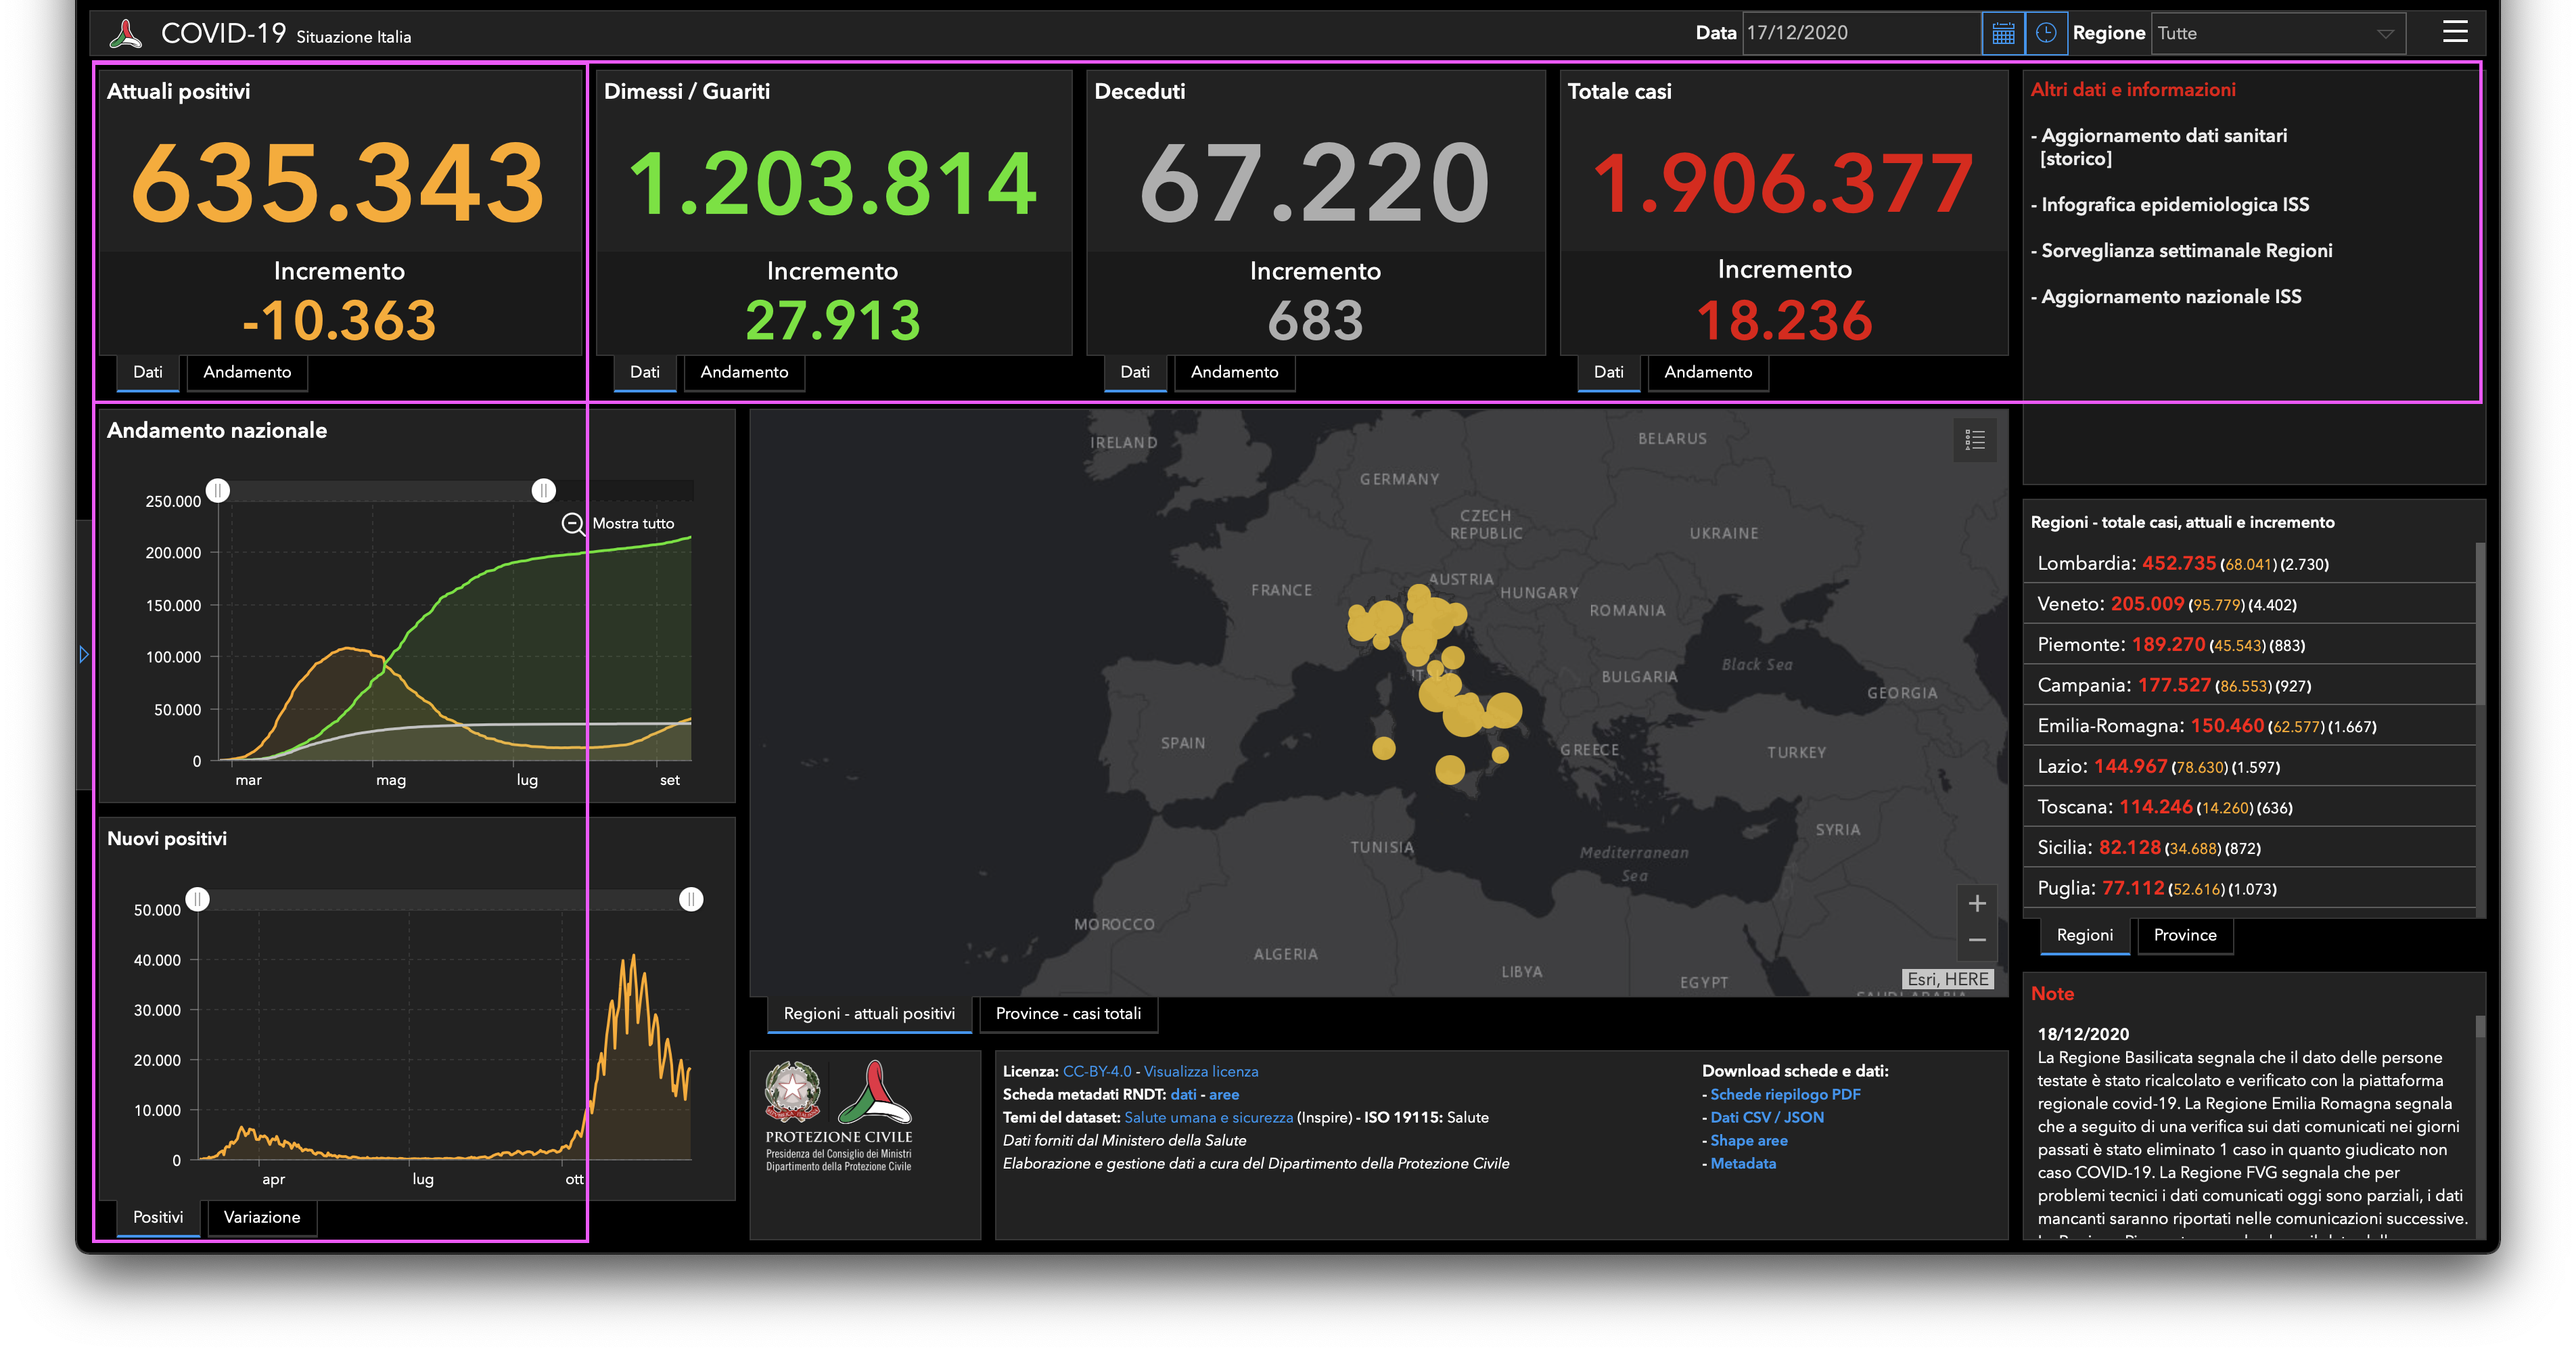 COVID-19 Situazione Italia
Data 17/12/2020
Regione Tutte
Attuali positivi
635.343
Incremento
-10.363
Dati Andamento
Dimessi / Guariti
1.203.814
Incremento
27.913
Dati Andamento
Deceduti
67.220
Incremento
683
Dati Andamento
Totale casi
1.906.377
Incremento
18.236
Dati Andamento
Altri dati e informazioni
- Aggiornamento dati sanitari
[storico]
- Infografica epidemiologica ISS
- Sorveglianza settimanale Regioni
- Aggiornamento nazionale ISS
Andamento nazionale
Mostra tutto
250.000
200.000
150.000
100.000
50.000
0
mar mag lug set
Nuovi positivi
50.000
40.000
30.000
20.000
10.000
0
apr lug ott
Positivi Variazione
IRELAND
BELARUS
GERMANY
CZECH
REPUBLIC
UKRAINE
FRANCE
AUSTRIA
HUNGARY
ROMANIA
Black Sea
BULGARIA
GEORGIA
SPAIN
GREECE
TURKEY
SYRIA
TUNISIA
Mediterranean
Sea
MOROCCO
ALGERIA
LIBYA
EGYPT
Esri, HERE
Regioni - attuali positivi Province - casi totali
PROTEZIONE CIVILE
Presidenza del Consiglio dei Ministri
Dipartimento della Protezione Civile
Licenza: CC-BY-4.0 - Visualizza licenza
Scheda metadati RNDT: dati - aree
Temi del dataset: Salute umana e sicurezza (Inspire) - ISO 19115: Salute
Dati forniti dal Ministero della Salute
Elaborazione e gestione dati a cura del Dipartimento della Protezione Civile
Download schede e dati:
- Schede riepilogo PDF
- Dati CSV / JSON
- Shape aree
- Metadata
Regioni - totale casi, attuali e incremento
Lombardia: 452.735 (68.041) (2.730)
Veneto: 205.009 (95.779) (4.402)
Piemonte: 189.270 (45.543) (883)
Campania: 177.527 (86.553) (927)
Emilia-Romagna: 150.460 (62.577) (1.667)
Lazio: 144.967 (78.630) (1.597)
Toscana: 114.246 (14.260) (636)
Sicilia: 82.128 (34.688) (872)
Puglia: 77.112 (52.616) (1.073)
Regioni Province
Note
18/12/2020
La Regione Basilicata segnala che il dato delle persone
testate è stato ricalcolato e verificato con la piattaforma
regionale covid-19. La Regione Emilia Romagna segnala
che a seguito di una verifica sui dati comunicati nei giorni
passati è stato eliminato 1 caso in quanto giudicato non
caso COVID-19. La Regione FVG segnala che per
problemi tecnici i dati comunicati oggi sono parziali, i dati
mancanti saranno riportati nelle comunicazioni successive.